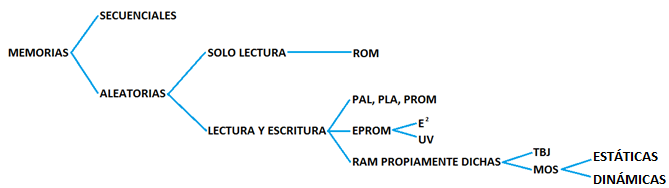 SECUENCIALES
MEMORIAS
SOLO LECTURA
ROM
ALEATORIAS
PAL, PLA, PROM
LECTURA Y ESCRITURA
EPROM
E²
UV
RAM PROPIAMENTE DICHAS
TBJ
MOS
ESTÁTICAS
DINÁMICAS